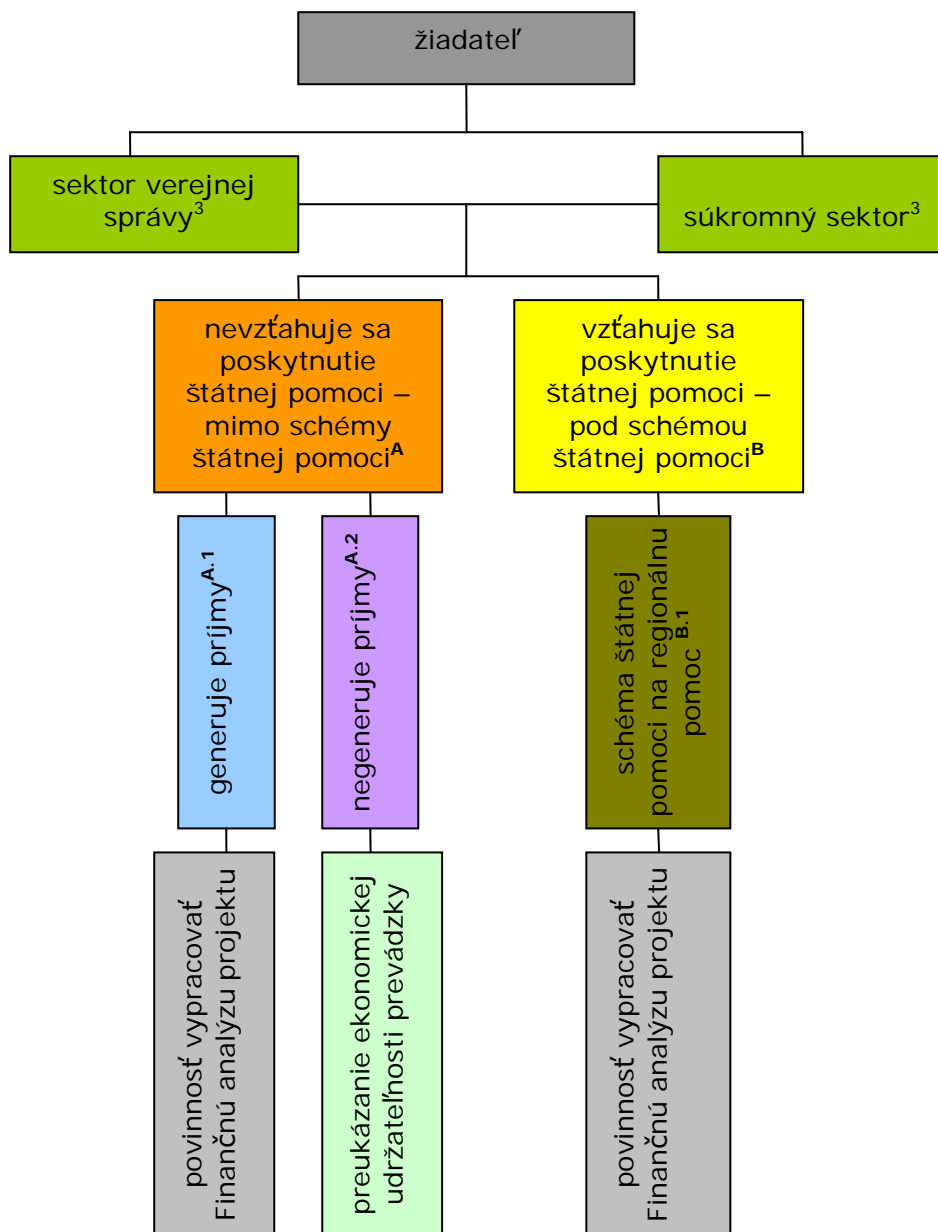 žiadateľ
sektor verejnej
správy³
súkromný sektor³
nevzťahuje sa
poskytnutie
štátnej pomoci –
mimo schémy
štátnej pomociᴬ
vzťahuje sa
poskytnutie
štátnej pomoci –
pod schémou
štátnej pomociᴮ
generuje príjmyA.1
negeneruje príjmyA.2
schéma štátnej
pomoci na regionálnu
pomoc B.1
povinnosť vypracovať
Finančnú analýzu projektu
preukázanie ekonomickej
udržateľnosti prevádzky
povinnosť vypracovať
Finančnú analýzu projektu